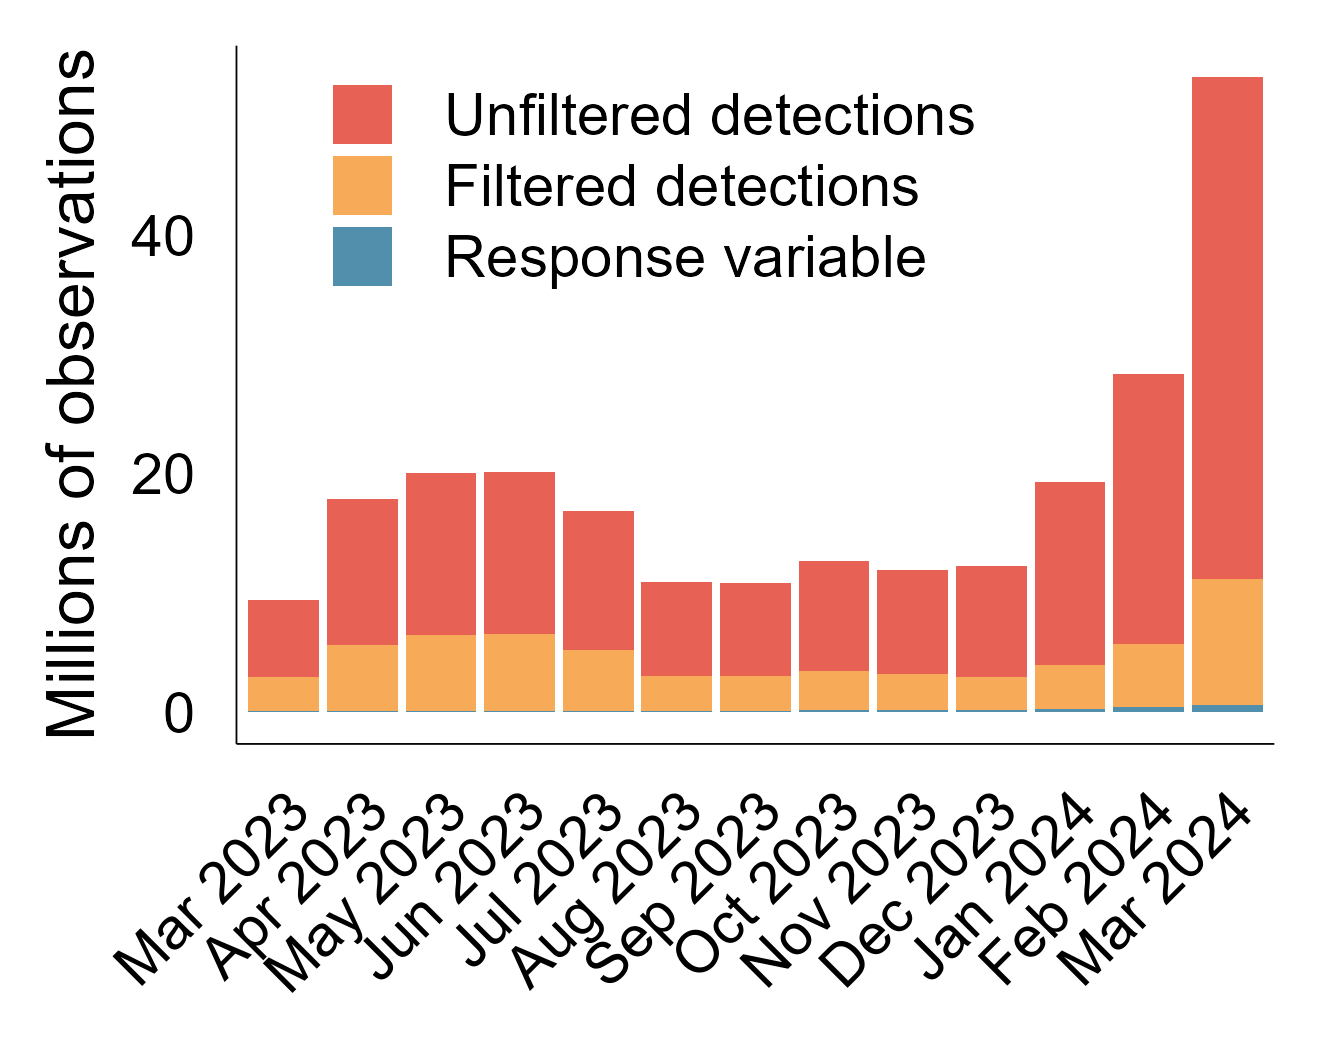 Millions of observations
Unfiltered detections
Filtered detections
Response variable
40
20
0
Mar 2023
Apr 2023
May 2023
Jun 2023
Jul 2023
Aug 2023
Sep 2023
Oct 2023
Nov 2023
Dec 2023
Jan 2024
Feb 2024
Mar 2024